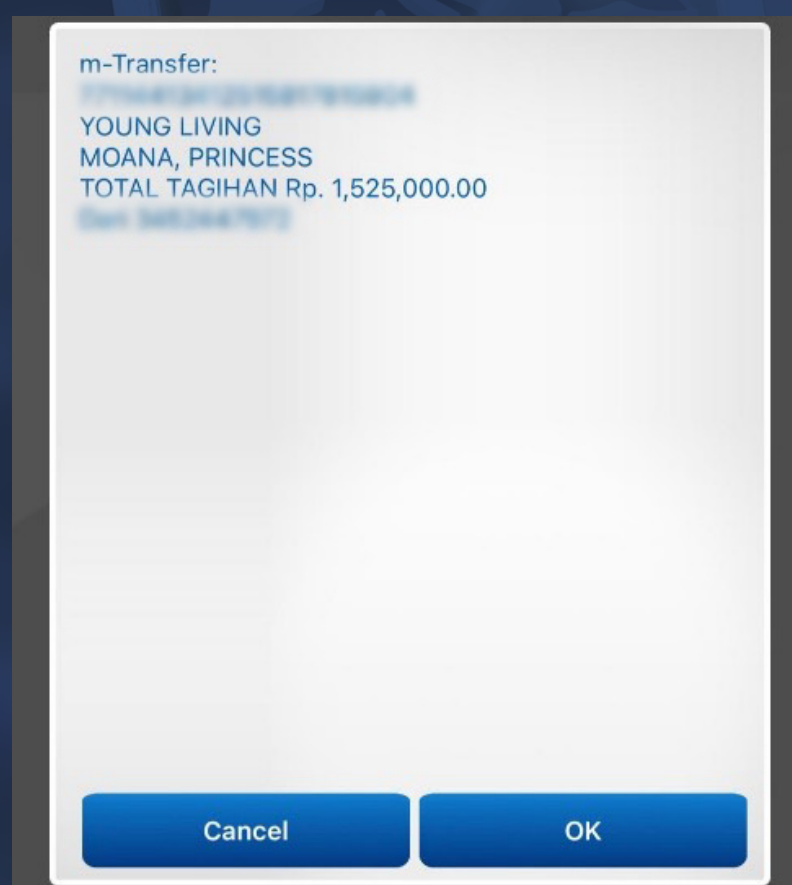 m-Transfer:
YOUNG LIVING
MOANA, PRINCESS
TOTAL TAGIHAN Rp. 1,525,000.00
Cancel
OK